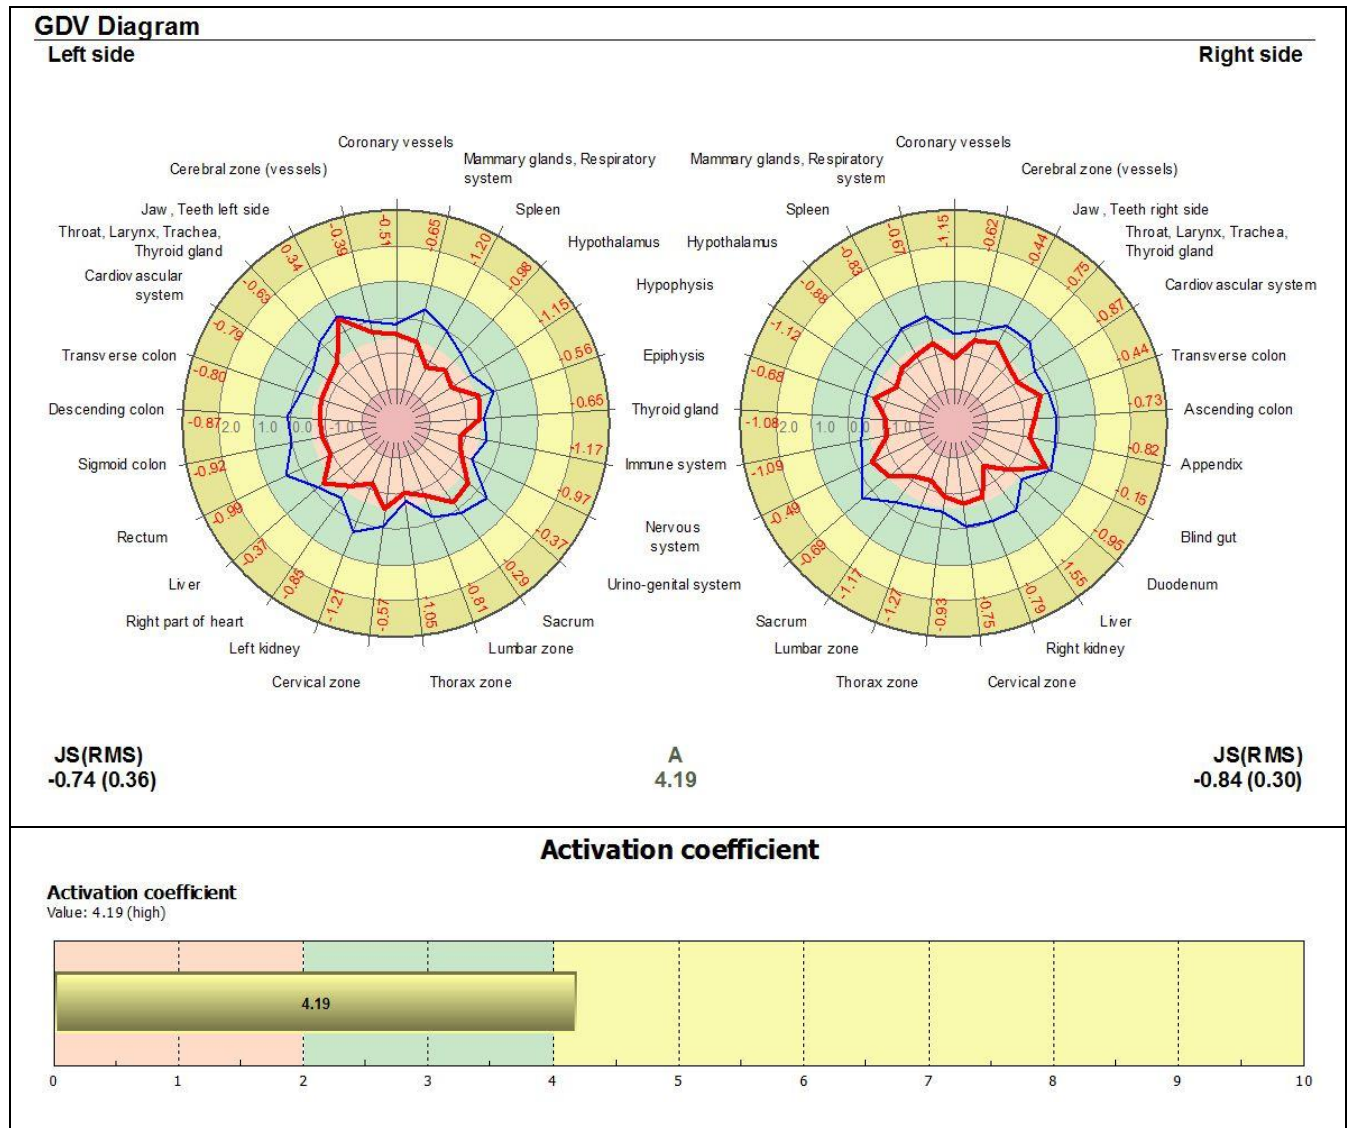 GDV Diagram
Left side
Right side
Coronary vessels
Cerebral zone (vessels)
Mammary glands, Respiratory
system
Jaw, Teeth left side
Spleen
Throat, Larynx, Trachea,
Thyroid gland
Hypothalamus
Cardiovascular
system
Hypophysis
Transverse colon
Epiphysis
Descending colon
Thyroid gland
Sigmoid colon
Immune system
Rectum
Nervous
system
Liver
Urino-genital system
Right part of heart
Sacrum
Left kidney
Lumbar zone
Cervical zone
Thorax zone
-0.51
-0.65
-1.20
-0.98
-1.15
-0.56
-0.65
-1.17
-0.97
-0.37
-0.29
-0.81
-1.05
-0.57
-1.21
-0.85
-0.37
-0.99
-0.92
-0.87
-0.80
-0.79
-0.63
0.34
-0.39
2.0 1.0 0.0 -1.0
Coronary vessels
Mammary glands, Respiratory
system
Cerebral zone (vessels)
Spleen
Jaw, Teeth right side
Hypothalamus
Throat, Larynx, Trachea,
Thyroid gland
Cardiovascular system
Transverse colon
Ascending colon
Appendix
Blind gut
Duodenum
Sacrum
Liver
Lumbar zone
Right kidney
Thorax zone
Cervical zone
-1.15
-0.62
-0.44
-0.75
-0.87
-0.44
-0.73
-0.82
-0.15
-0.95
-1.55
-0.79
-0.75
-0.93
-1.27
-1.17
-0.69
-0.49
-1.09
-1.08
-0.68
-1.12
-0.88
-0.83
-0.67
2.0 1.0 0.0 -1.0
JS(RMS)
-0.74 (0.36)
A
4.19
JS(RMS)
-0.84 (0.30)
Activation coefficient
Activation coefficient
Value: 4.19 (high)
4.19
0 1 2 3 4 5 6 7 8 9 10